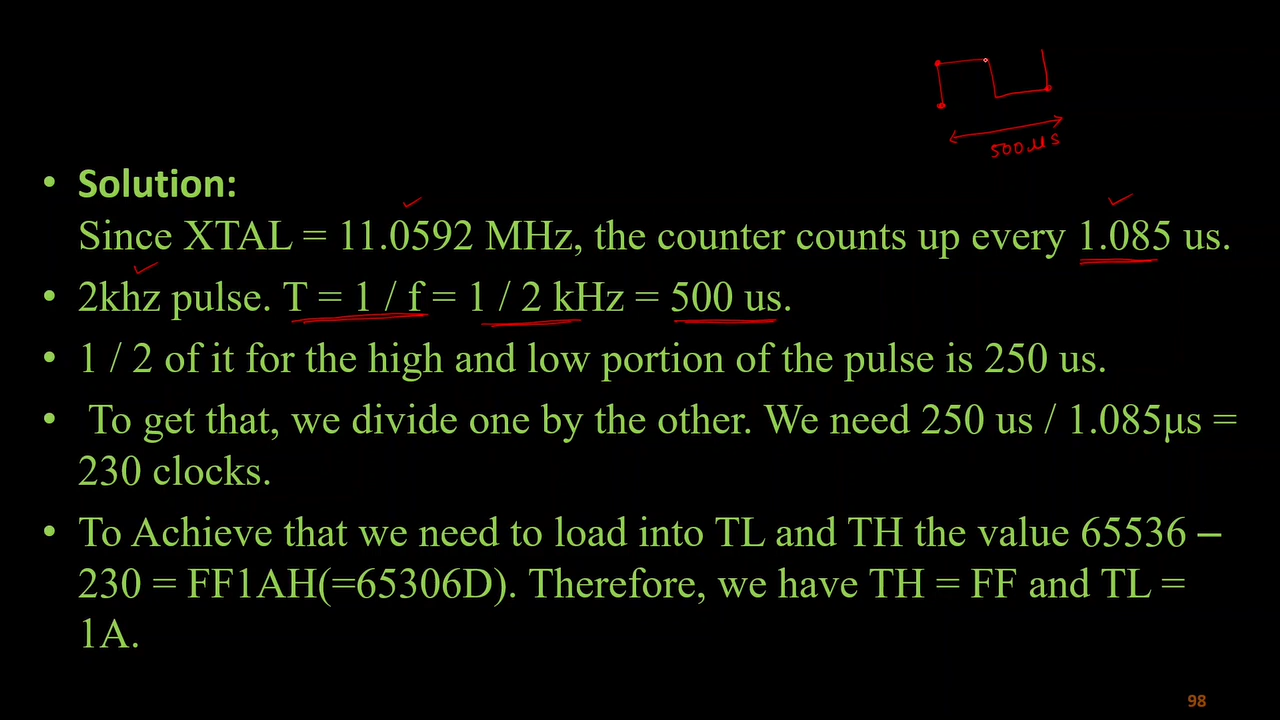 500 μs
• Solution:
Since XTAL = 11.0592 MHz, the counter counts up every 1.085 us.
• 2khz pulse. T = 1 / f = 1 / 2 kHz = 500 us.
• 1 / 2 of it for the high and low portion of the pulse is 250 us.
• To get that, we divide one by the other. We need 250 us / 1.085μs =
230 clocks.
• To Achieve that we need to load into TL and TH the value 65536 –
230 = FF1AH(=65306D). Therefore, we have TH = FF and TL =
1A.
98